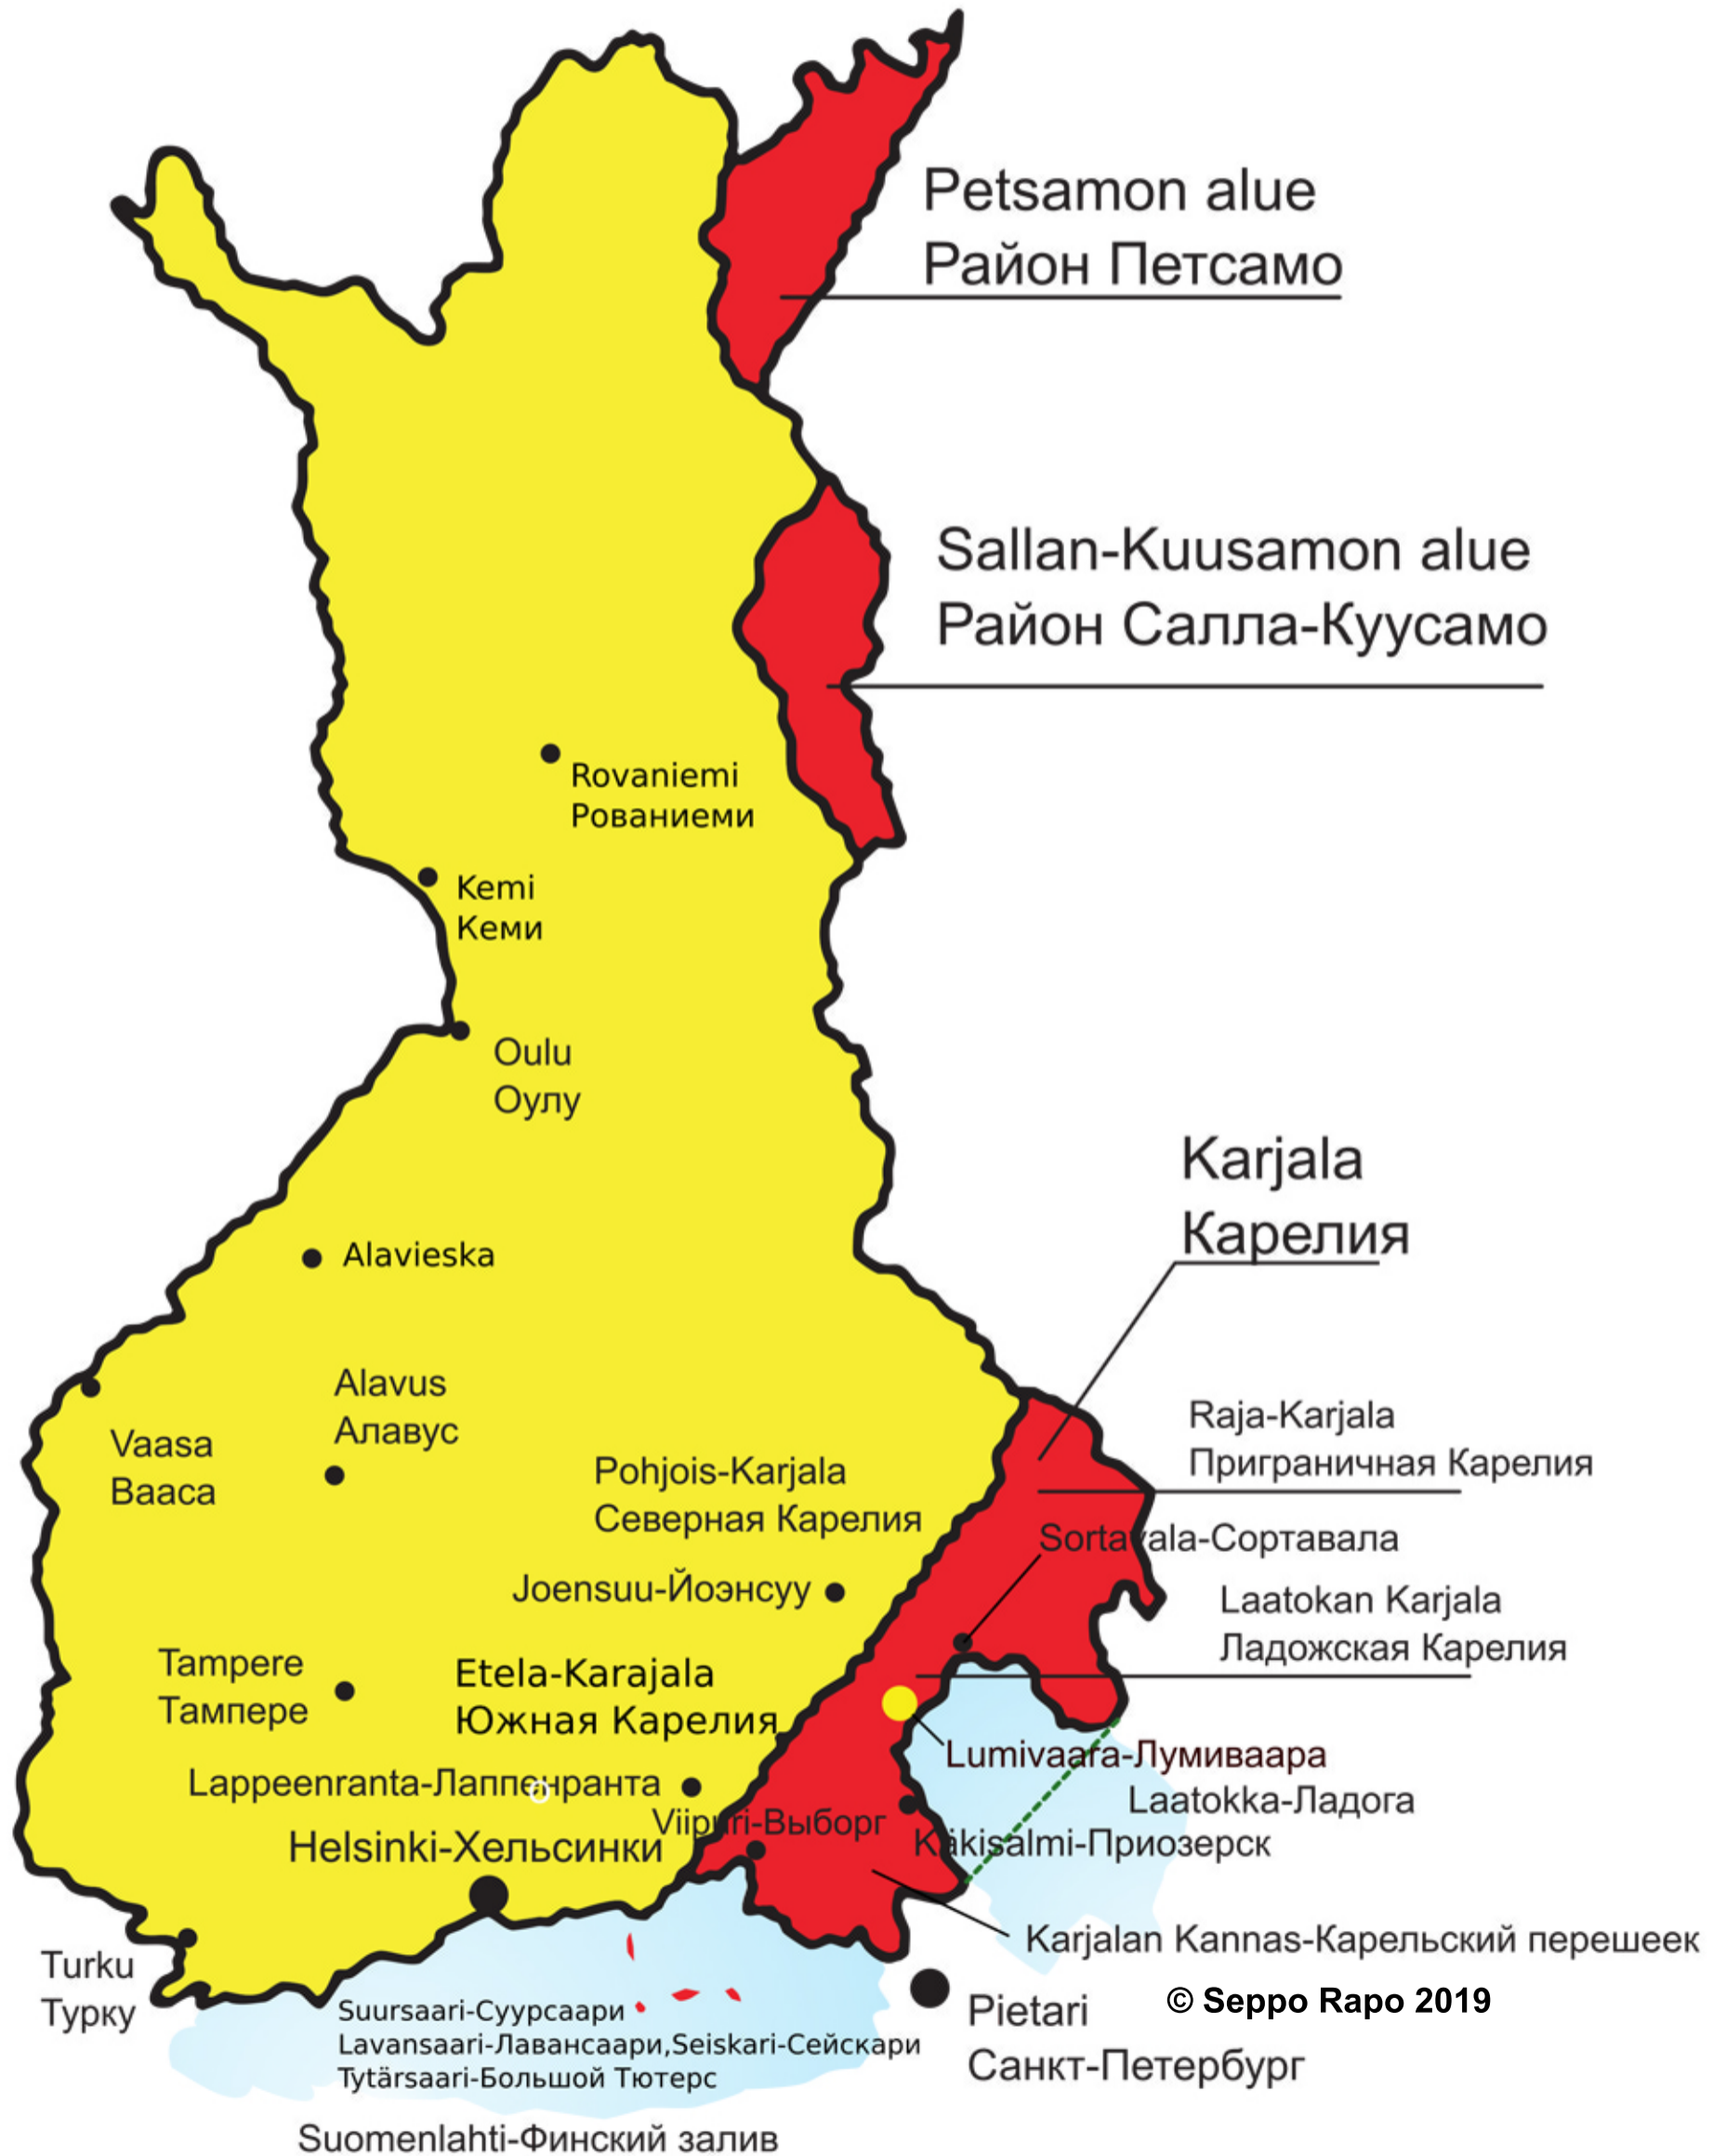 Petsamon alue
Район Петсамо
Sallan-Kuusamon alue
Район Салла-Куусамо
Rovaniemi
Рованиеми
Kemi
Кеми
Oulu
Оулу
Karjala
Карелия
Alavieska
Alavus
Алавус
Vaasa
Вааса
Raja-Karjala
Приграничная Карелия
Pohjois-Karjala
Северная Карелия
Sortavala-Сортавала
Joensuu-Йоэнсуу
Laatokan Karjala
Ладожская Карелия
Tampere
Тампере
Etela-Karajala
Южная Карелия
Lumivaara-Лумиваара
Lappeenranta-Лаппенранта
Laatokka-Ладога
Viipuri-Выборг
Käkisalmi-Приозерск
Helsinki-Хельсинки
Karjalan Kannas-Карельский перешеек
Turku
Турку
© Seppo Rapo 2019
Pietari
Санкт-Петербург
Suursaari-Суурсаари
Lavansaari-Лавансаари,Seiskari-Сейскари
Tytärsaari-Большой Тютерс
Suomenlahti-Финский залив